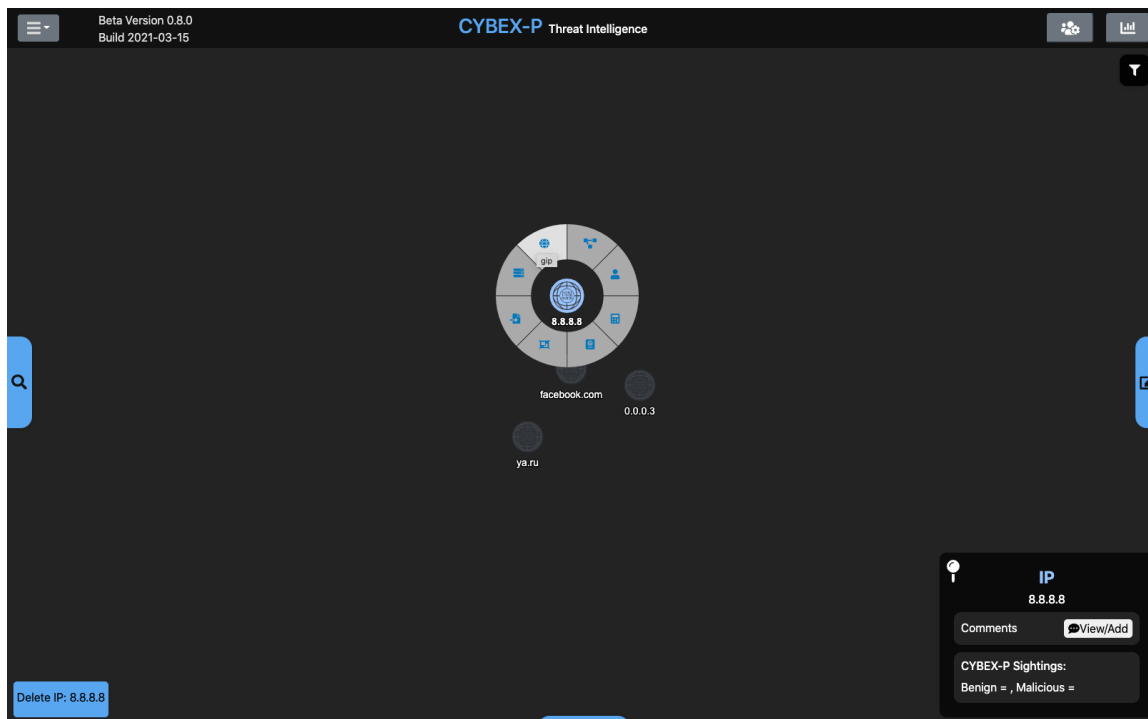 Beta Version 0.8.0
Build 2021-03-15
CYBEX-P Threat Intelligence
gip
8.8.8.8
facebook.com
0.0.0.3
ya.ru
IP
8.8.8.8
Comments
View/Add
CYBEX-P Sightings:
Benign = , Malicious =
Delete IP: 8.8.8.8